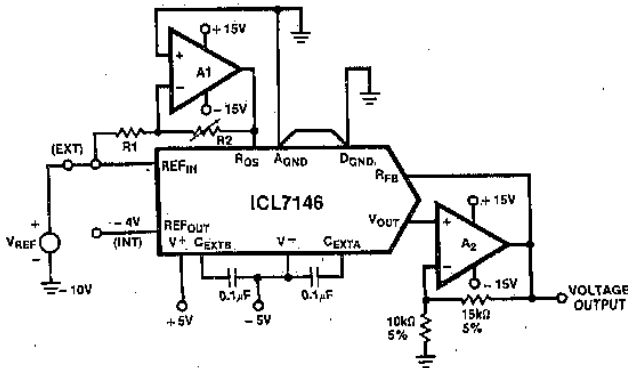 +15V
A1
+
−
−15V
R1
R2
(EXT)
ROS
AGND
DGND.
REFIN
RFB
ICL7146
+15V
VOUT
+
A2
−
−15V
−4V
(INT)
REFOUT
V+
CEXTB
V−
CEXTA
+
VREF
−
−10V
0.1µF
0.1µF
+5V
−5V
10kΩ
5%
15kΩ
5%
VOLTAGE
OUTPUT